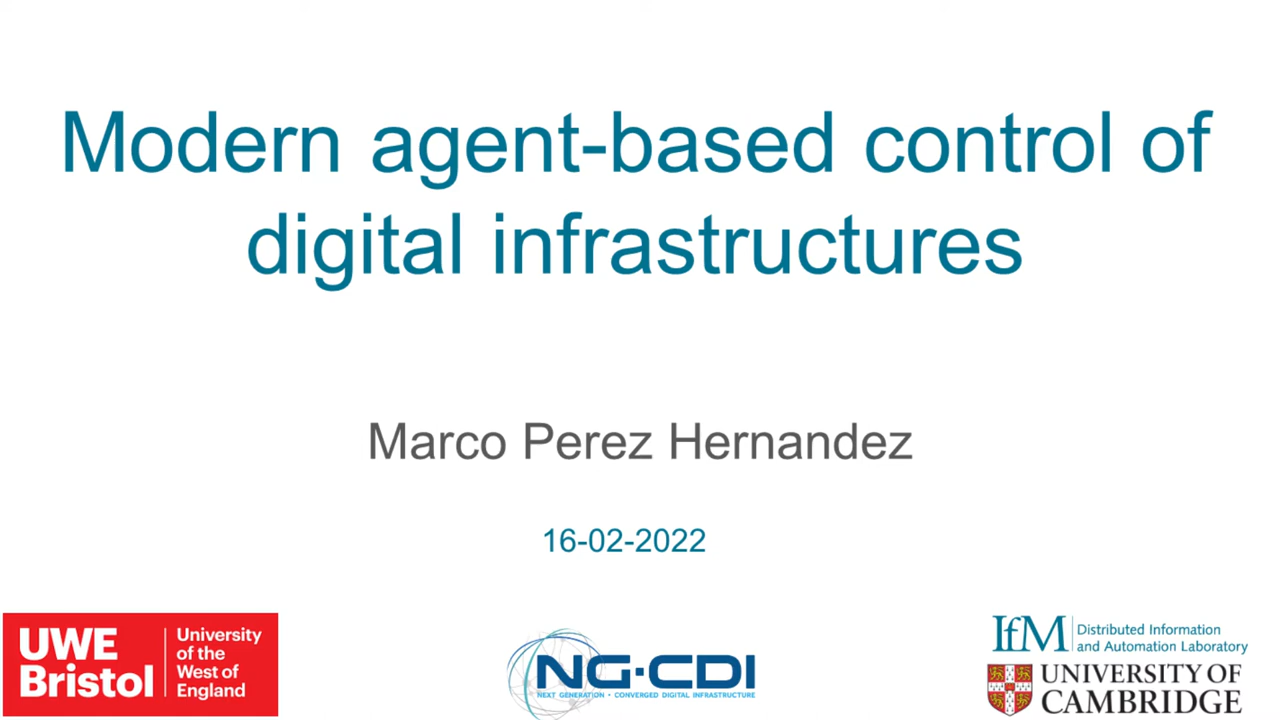 Modern agent-based control of
digital infrastructures
Marco Perez Hernandez
16-02-2022
UWE
Bristol
University
of the
West of
England
NG·CDI
NEXT GENERATION · CONVERGED DIGITAL INFRASTRUCTURE
IfM
Distributed Information
and Automation Laboratory
UNIVERSITY OF
CAMBRIDGE